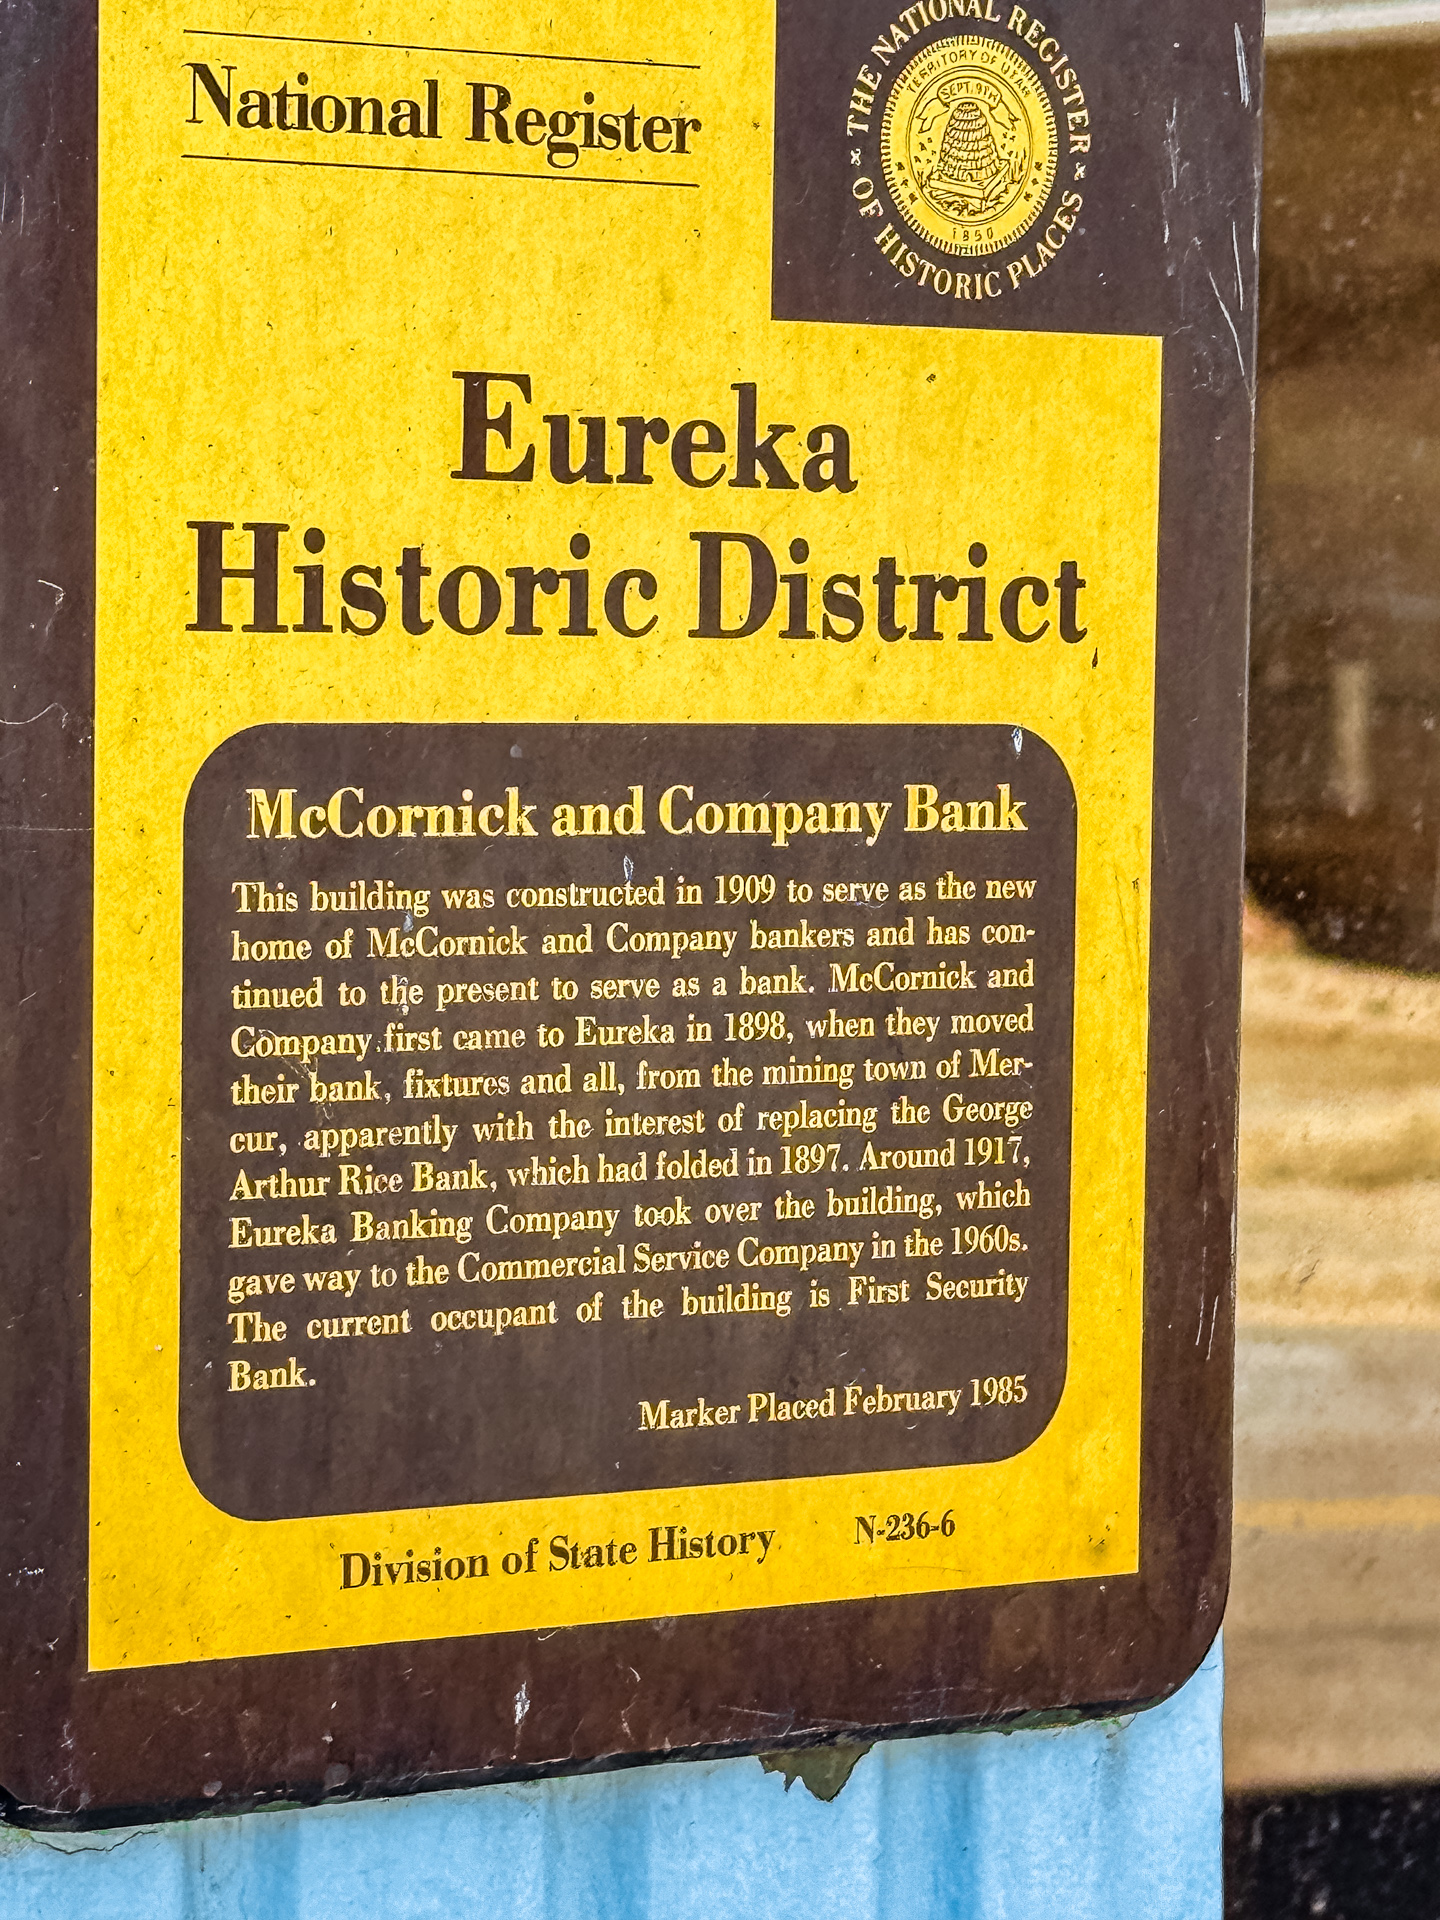 National Register
THE NATIONAL REGISTER
OF HISTORIC PLACES
TERRITORY OF UTAH
SEPT. 9TH
1850
Eureka
Historic District
McCornick and Company Bank
This building was constructed in 1909 to serve as the new
home of McCornick and Company bankers and has con-
tinued to the present to serve as a bank. McCornick and
Company first came to Eureka in 1898, when they moved
their bank, fixtures and all, from the mining town of Mer-
cur, apparently with the interest of replacing the George
Arthur Rice Bank, which had folded in 1897. Around 1917,
Eureka Banking Company took over the building, which
gave way to the Commercial Service Company in the 1960s.
The current occupant of the building is First Security
Bank.
Marker Placed February 1985
Division of State History N-236-6